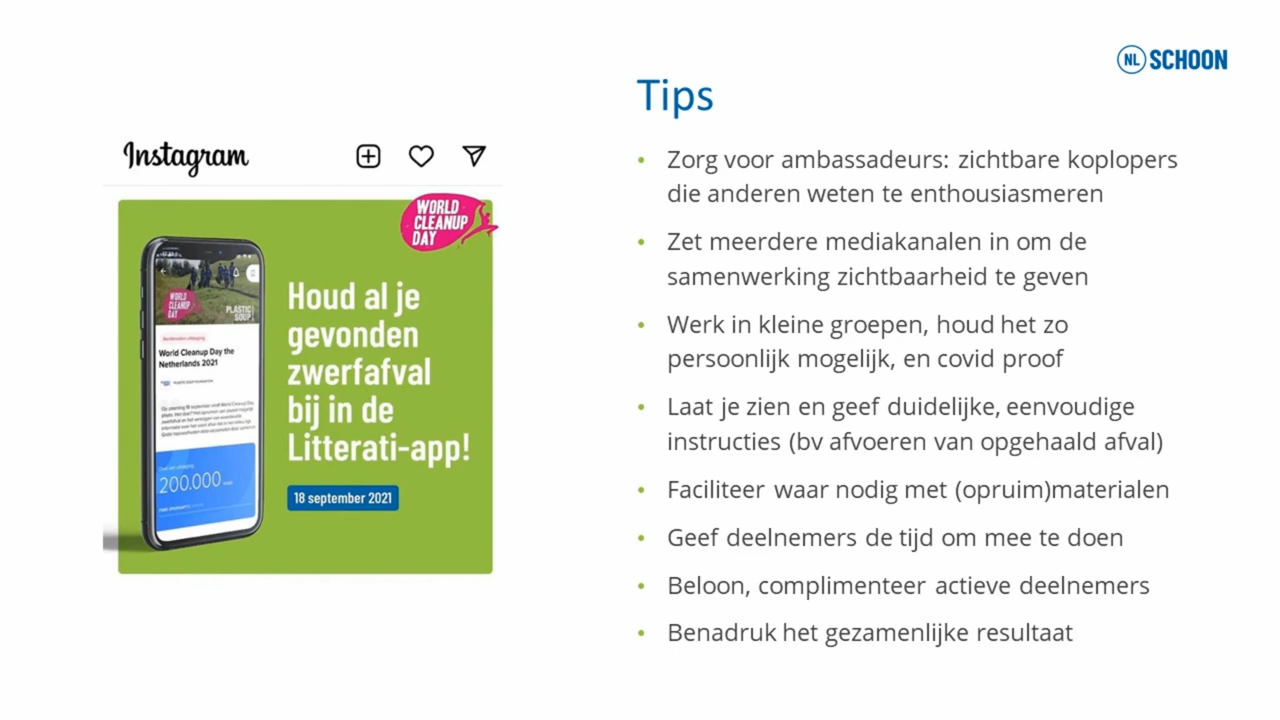 NL SCHOON
Tips
Instagram
WORLD
CLEANUP
DAY
Houd al je
gevonden
zwerfafval
bij in de
Litterati-app!
18 september 2021
WORLD
CLEANUP
DAY
PLASTIC
SOUP
World Cleanup Day the
Netherlands 2021
200.000
• Zorg voor ambassadeurs: zichtbare koplopers
die anderen weten te enthousiasmeren
• Zet meerdere mediakanalen in om de
samenwerking zichtbaarheid te geven
• Werk in kleine groepen, houd het zo
persoonlijk mogelijk, en covid proof
• Laat je zien en geef duidelijke, eenvoudige
instructies (bv afvoeren van opgehaald afval)
• Faciliteer waar nodig met (opruim)materialen
• Geef deelnemers de tijd om mee te doen
• Beloon, complimenteer actieve deelnemers
• Benadruk het gezamenlijke resultaat